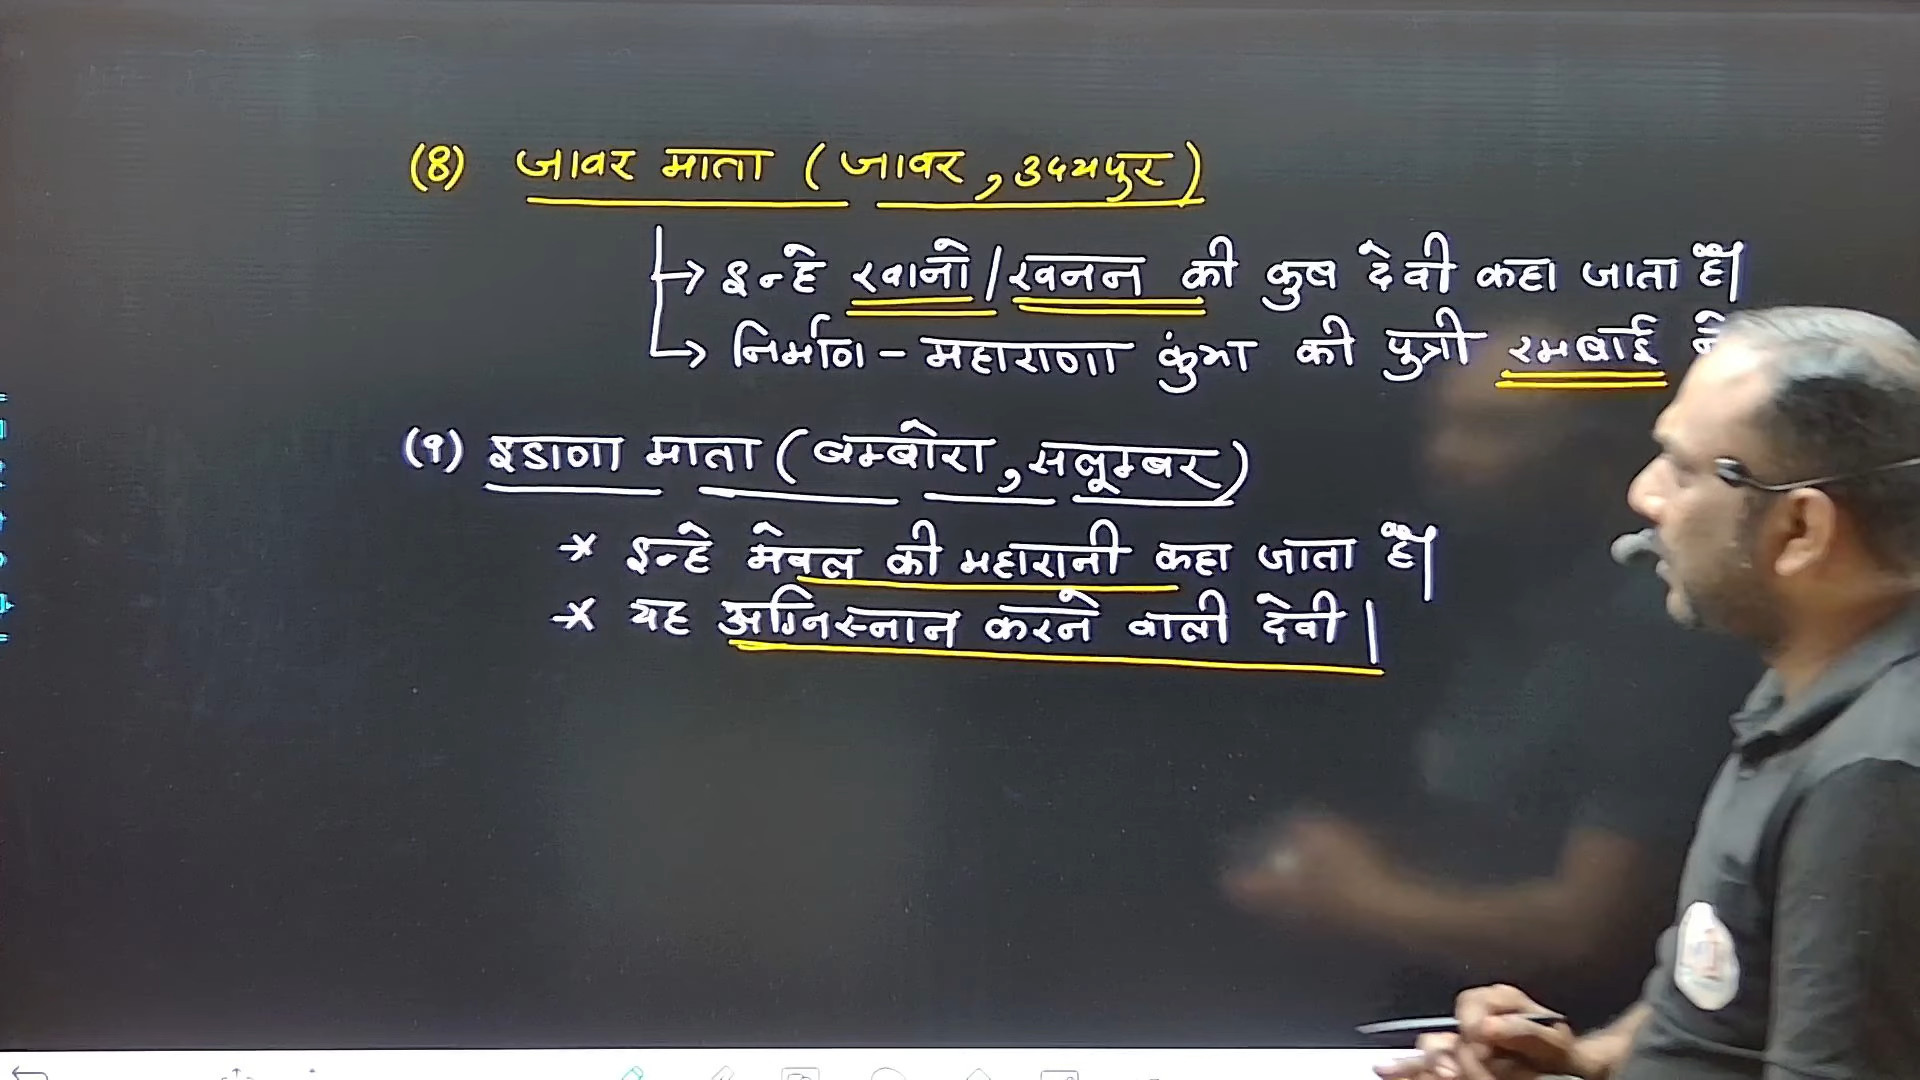 (8) जावर माता (जावर, उदयपुर)
इन्हे खानो / खनन की कुल देवी कहा जाता है।
निर्माण - महाराणा कुंभा की पुत्री रमबाई ने
(9) इडाणा माता (बम्बोरा, सलूम्बर)
* इन्हे मेवल की महारानी कहा जाता है।
* यह अग्निस्नान करने वाली देवी।